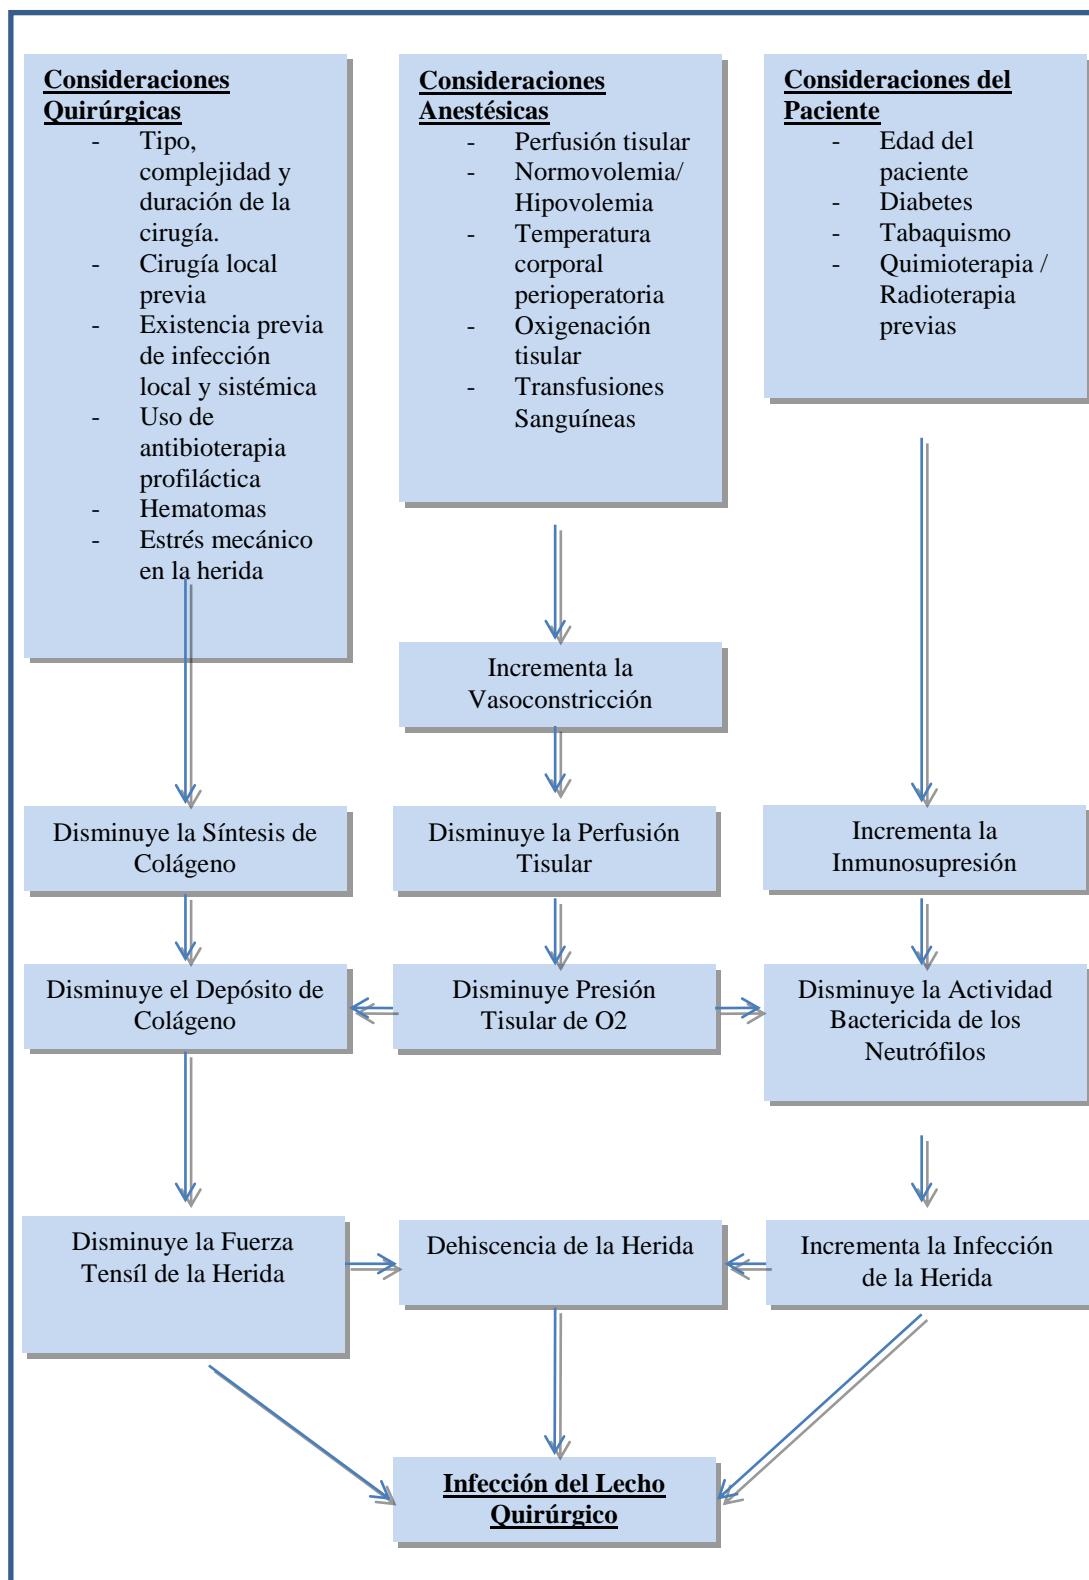 Consideraciones
Quirúrgicas
- Tipo,
complejidad y
duración de la
cirugía.
- Cirugía local
previa
- Existencia previa
de infección
local y sistémica
- Uso de
antibioterapia
profiláctica
- Hematomas
- Estrés mecánico
en la herida
Consideraciones
Anestésicas
- Perfusión tisular
- Normovolemia/
Hipovolemia
- Temperatura
corporal
perioperatoria
- Oxigenación
tisular
- Transfusiones
Sanguíneas
Consideraciones del
Paciente
- Edad del
paciente
- Diabetes
- Tabaquismo
- Quimioterapia /
Radioterapia
previas
Incrementa la
Vasoconstricción
Disminuye la Síntesis de
Colágeno
Disminuye la Perfusión
Tisular
Incrementa la
Inmunosupresión
Disminuye el Depósito de
Colágeno
Disminuye Presión
Tisular de O2
Disminuye la Actividad
Bactericida de los
Neutrófilos
Disminuye la Fuerza
Tensíl de la Herida
Dehiscencia de la Herida
Incrementa la Infección
de la Herida
Infección del Lecho
Quirúrgico